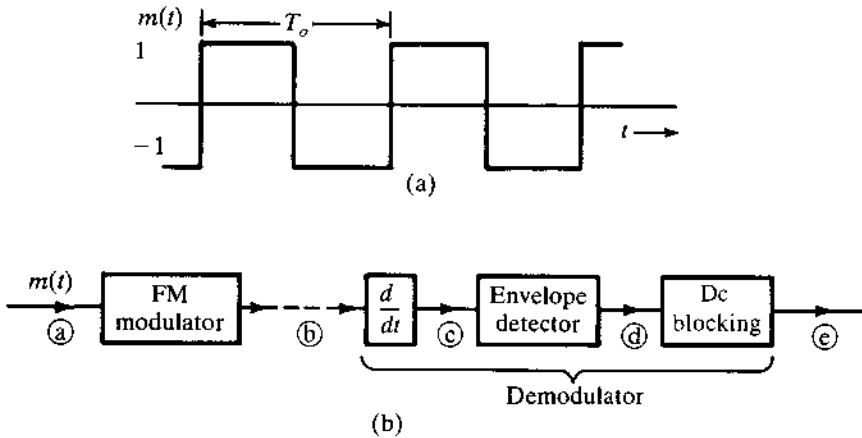 m(t)
T_o
1
-1
t
(a)
m(t)
FM
modulator
d
dt
Envelope
detector
Dc
blocking
ⓐ
ⓑ
ⓒ
ⓓ
ⓔ
Demodulator
(b)